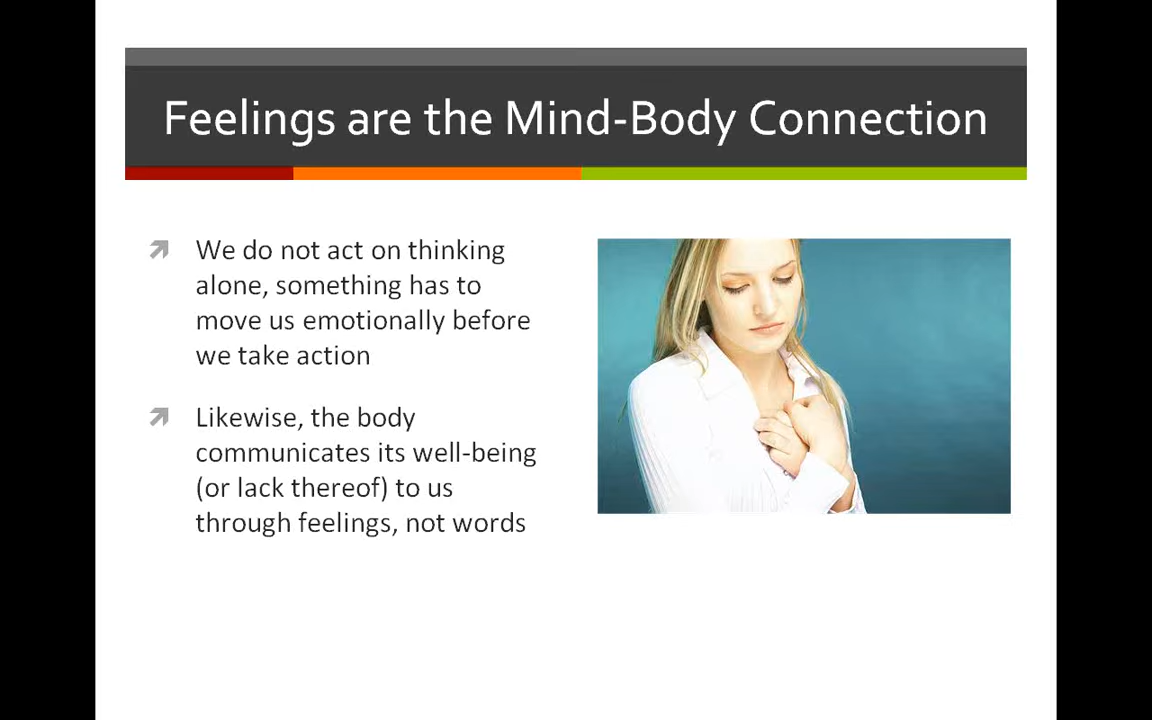 Feelings are the Mind-Body Connection
We do not act on thinking
alone, something has to
move us emotionally before
we take action
Likewise, the body
communicates its well-being
(or lack thereof) to us
through feelings, not words